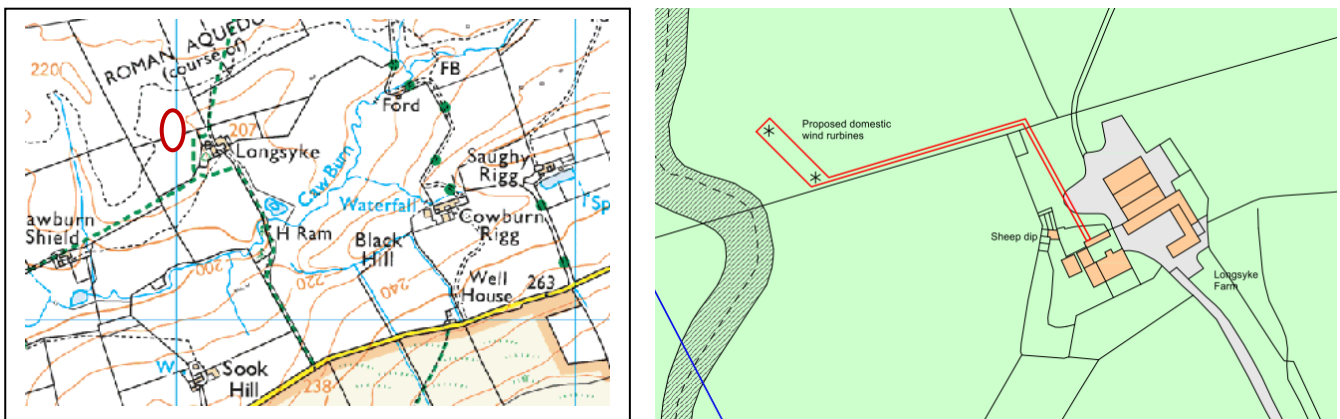 ROMAN AQUEDU
(course of)
220
FB
Ford
207
Longsyke
Caw Burn
Saughy
Rigg
Waterfall
Sp
Cowburn
Rigg
awburn
Shield
H Ram
Black
Hill
200
220
240
Well
House
263
W
Sook
Hill
238
Proposed domestic
wind rurbines
Sheep dip
Longsyke
Farm